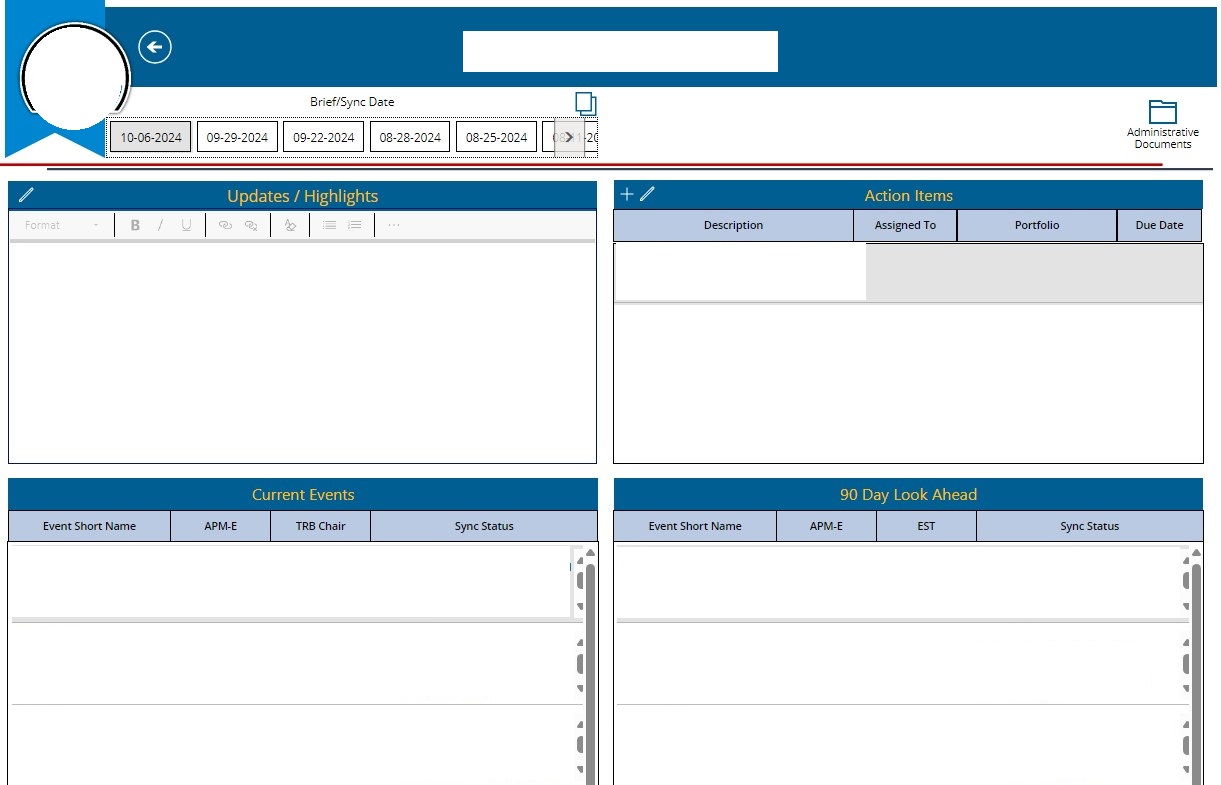 Brief/Sync Date
10-06-2024 09-29-2024 09-22-2024 08-28-2024 08-25-2024
Administrative
Documents
Updates / Highlights
Format B / U ...
Action Items
Description Assigned To Portfolio Due Date
Current Events
Event Short Name APM-E TRB Chair Sync Status
90 Day Look Ahead
Event Short Name APM-E EST Sync Status